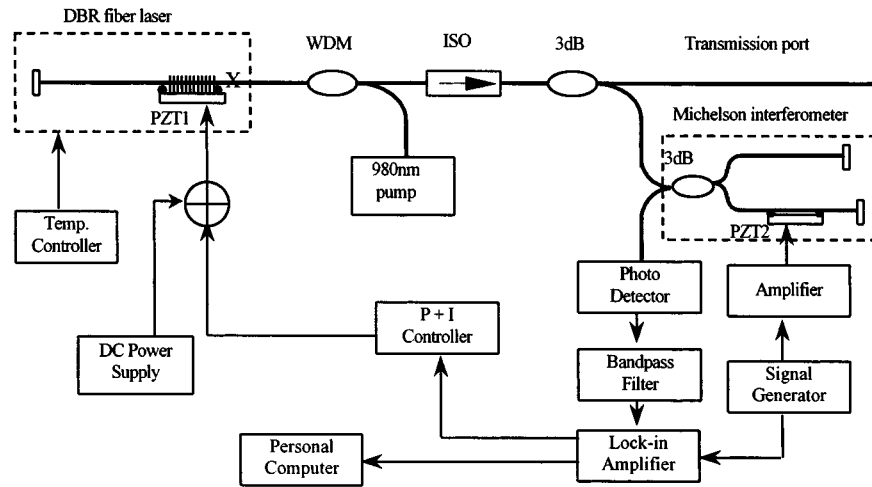 DBR fiber laser
WDM
ISO
3dB
Transmission port
X
PZT1
Michelson interferometer
3dB
980nm
pump
Temp.
Controller
PZT2
Photo
Detector
Amplifier
P + I
Controller
DC Power
Supply
Bandpass
Filter
Signal
Generator
Personal
Computer
Lock-in
Amplifier